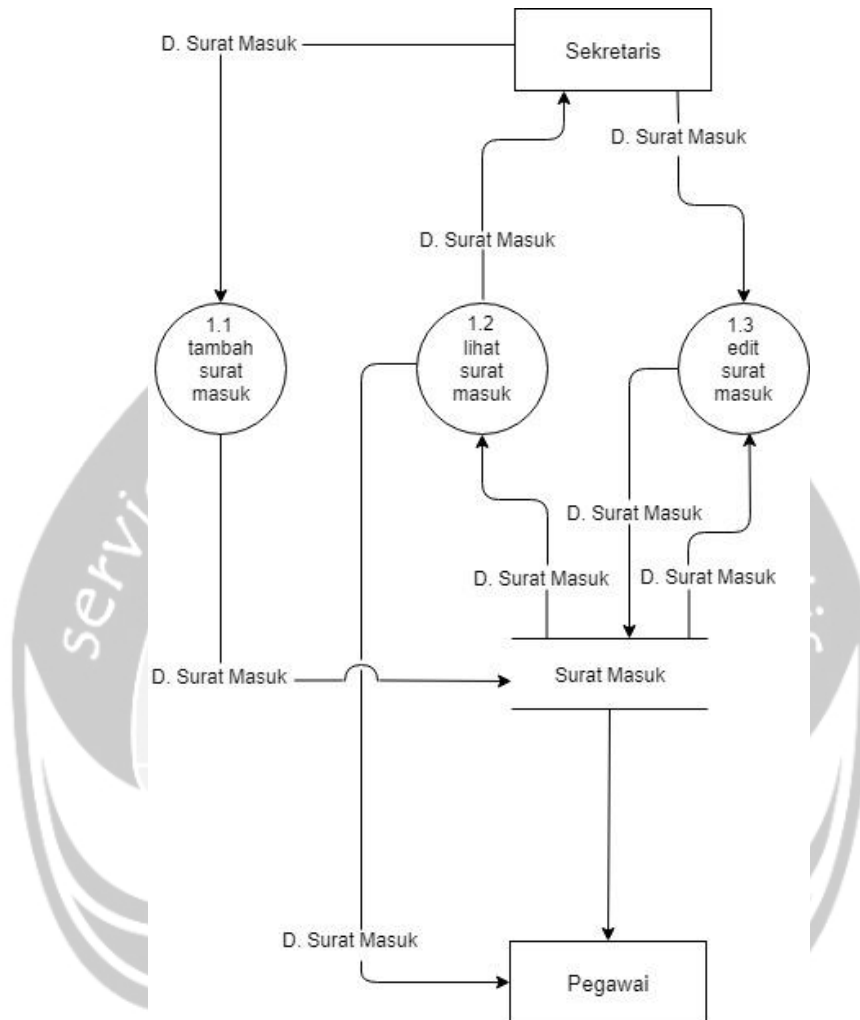 Sekretaris
D. Surat Masuk
D. Surat Masuk
D. Surat Masuk
1.1
tambah
surat
masuk
1.2
lihat
surat
masuk
1.3
edit
surat
masuk
D. Surat Masuk
D. Surat Masuk
D. Surat Masuk
D. Surat Masuk
Surat Masuk
D. Surat Masuk
Pegawai